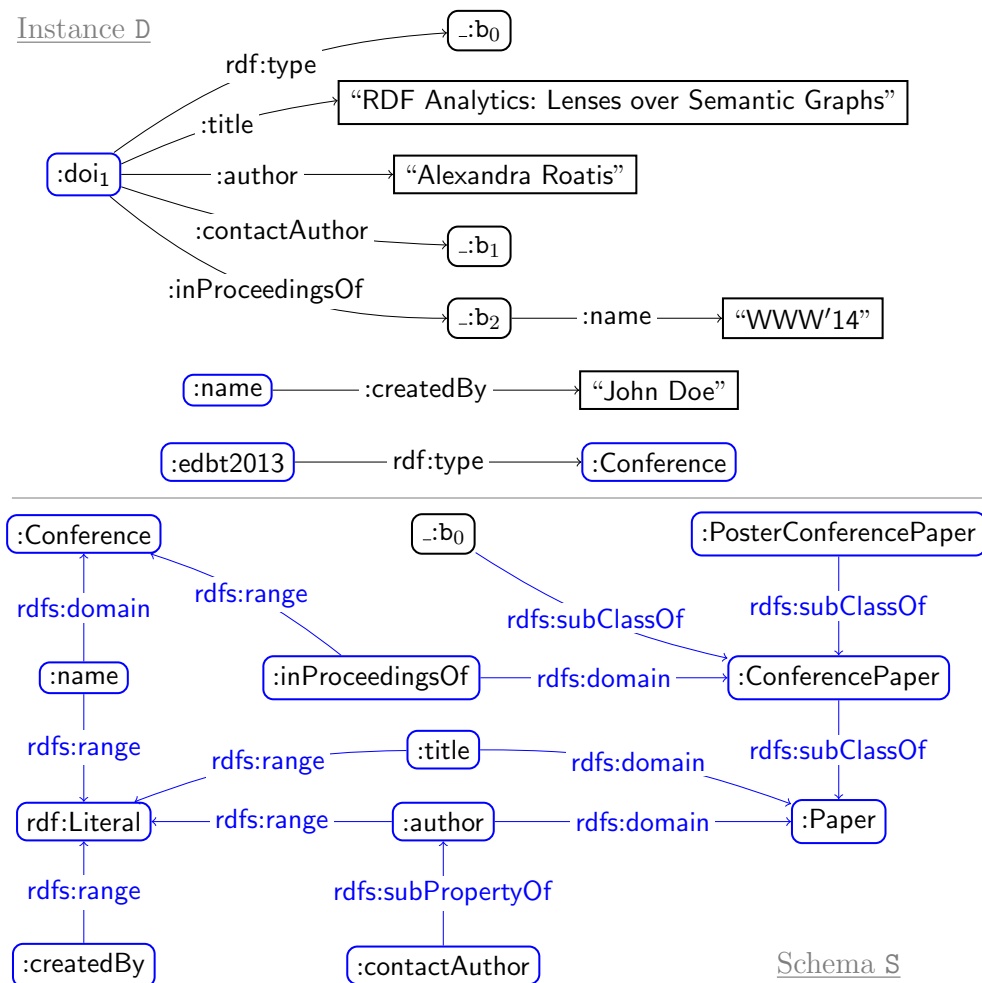 Instance D
_:b0
rdf:type
“RDF Analytics: Lenses over Semantic Graphs”
:title
:doi1
:author
“Alexandra Roatis”
:contactAuthor
_:b1
:inProceedingsOf
_:b2
:name
“WWW′14”
:name
:createdBy
“John Doe”
:edbt2013
rdf:type
:Conference
:Conference
_:b0
:PosterConferencePaper
rdfs:domain
rdfs:range
rdfs:subClassOf
rdfs:subClassOf
:name
:inProceedingsOf
rdfs:domain
:ConferencePaper
rdfs:range
rdfs:range
:title
rdfs:domain
rdfs:subClassOf
rdf:Literal
rdfs:range
:author
rdfs:domain
:Paper
rdfs:range
rdfs:subPropertyOf
:createdBy
:contactAuthor
Schema S